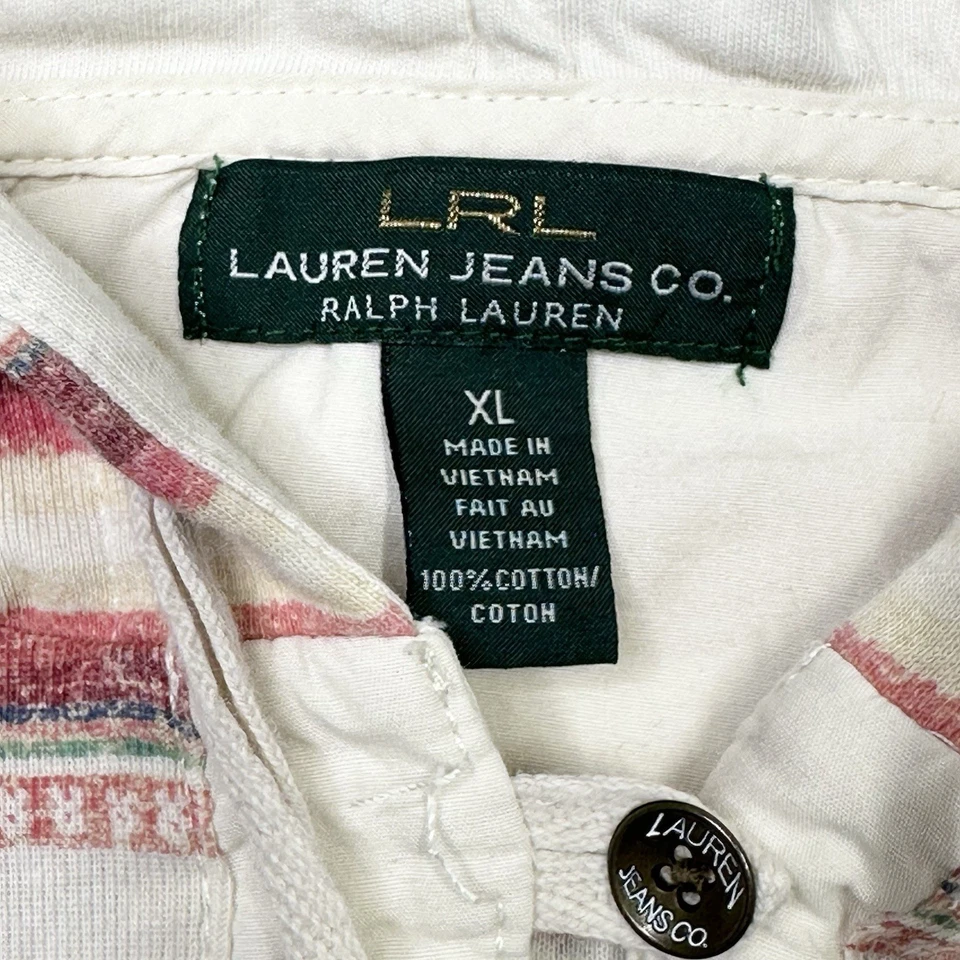 LRL
LAUREN JEANS CO.
RALPH LAUREN
XL
MADE IN
VIETNAM
FAIT AU
VIETNAM
100%COTTON/
COTON
LAUREN
JEANS CO.